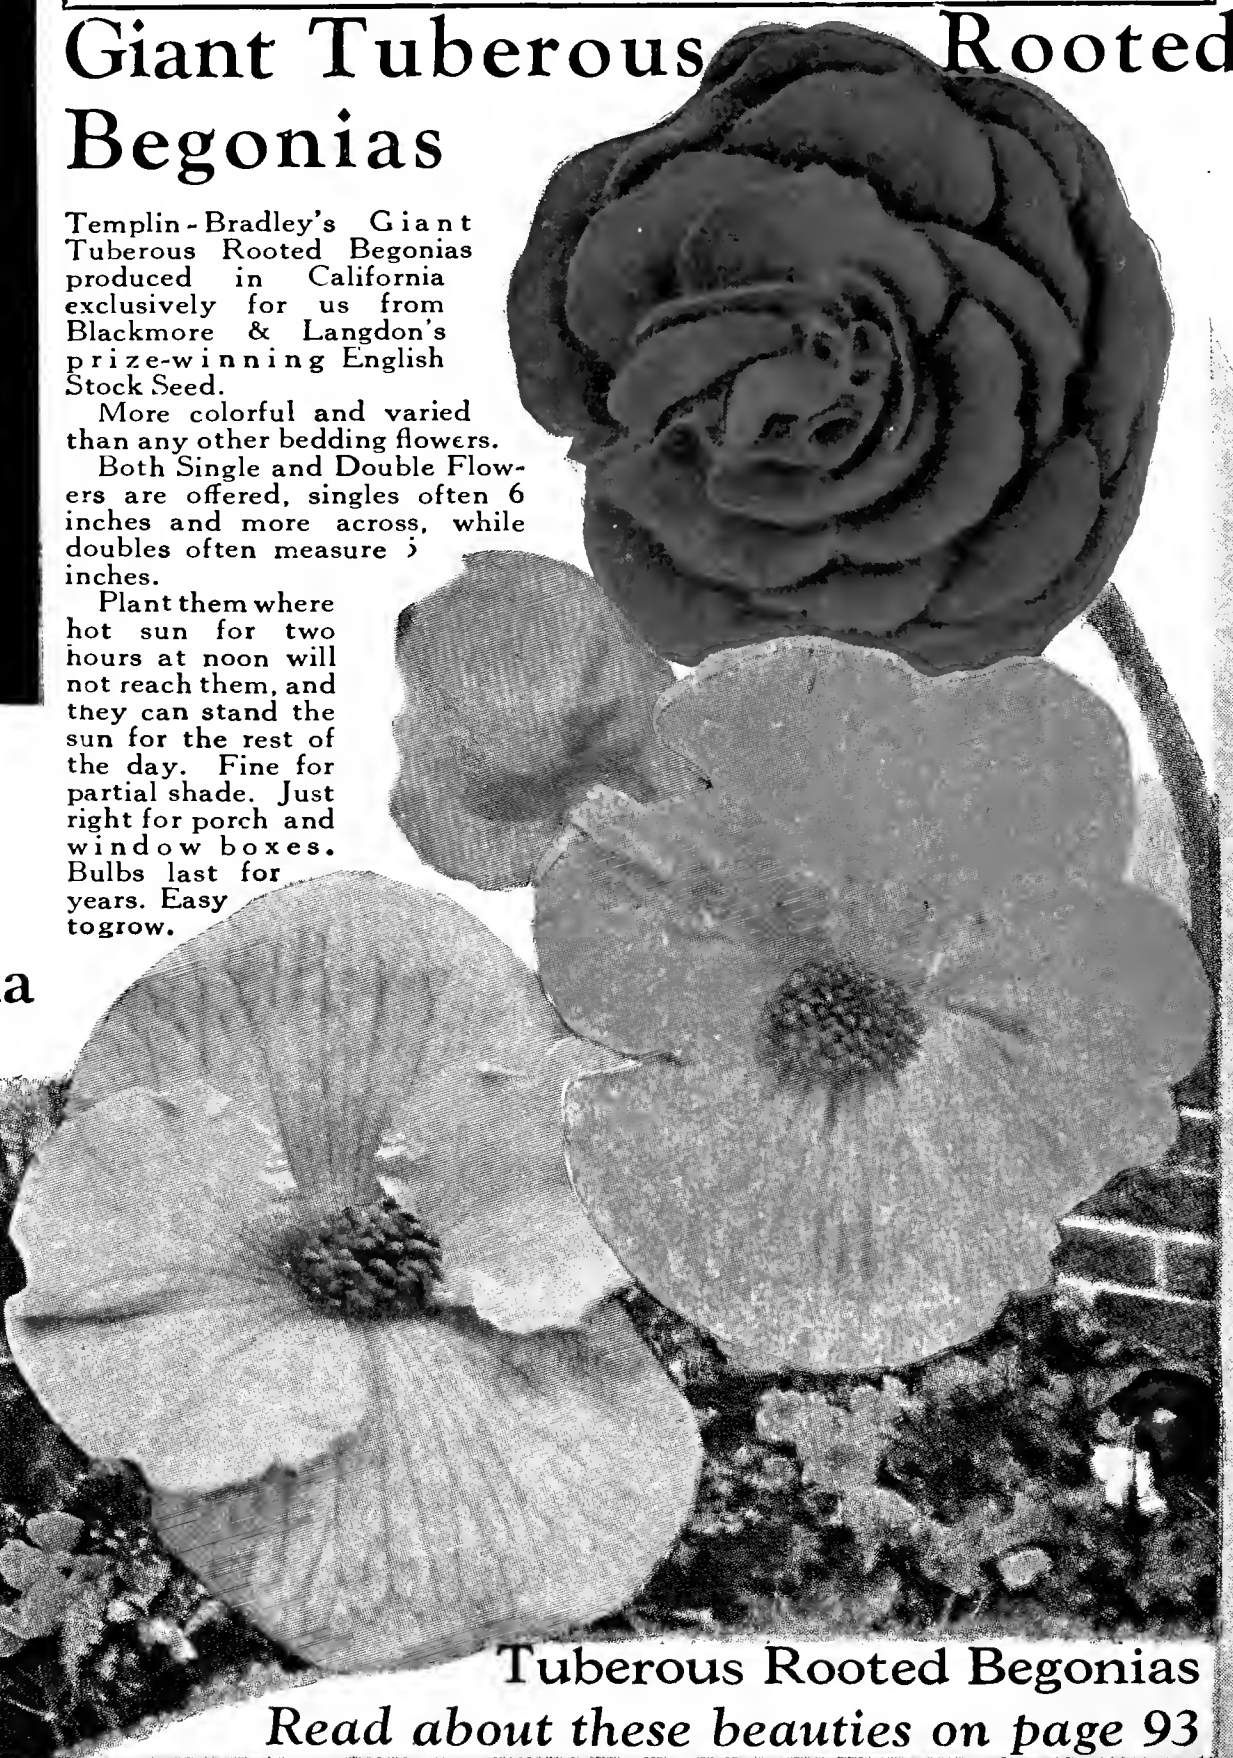 Giant Tuberous Rooted
Begonias
Templin-Bradley's Giant
Tuberous Rooted Begonias
produced in California
exclusively for us from
Blackmore & Langdon's
prize-winning English
Stock Seed.
More colorful and varied
than any other bedding flowers.
Both Single and Double Flow-
ers are offered, singles often 6
inches and more across, while
doubles often measure
inches.
Plant them where
hot sun for two
hours at noon will
not reach them, and
they can stand the
sun for the rest of
the day. Fine for
partial shade. Just
right for porch and
window boxes.
Bulbs last for
years. Easy
to grow.
a
Tuberous Rooted Begonias
Read about these beauties on page 93